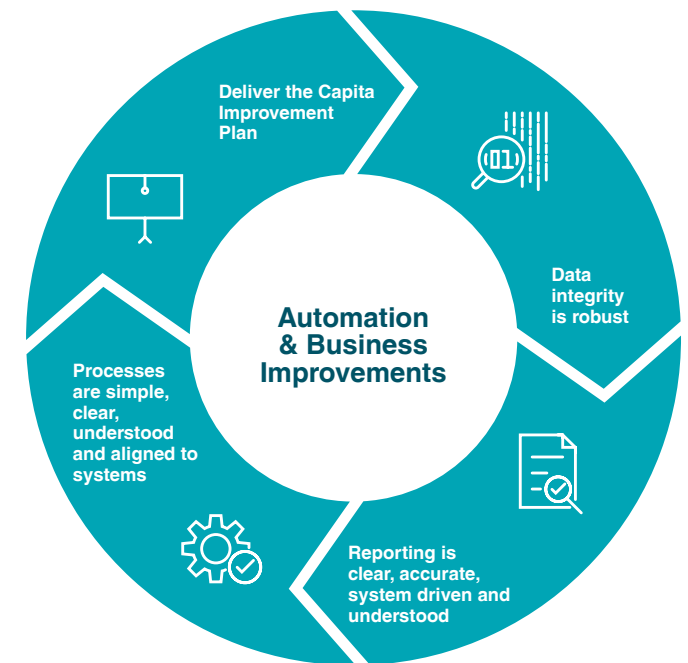 Deliver the Capita
Improvement
Plan
01
Data
integrity
is robust
Automation
& Business
Improvements
Processes
are simple,
clear,
understood
and aligned to
systems
Reporting is
clear, accurate,
system driven and
understood